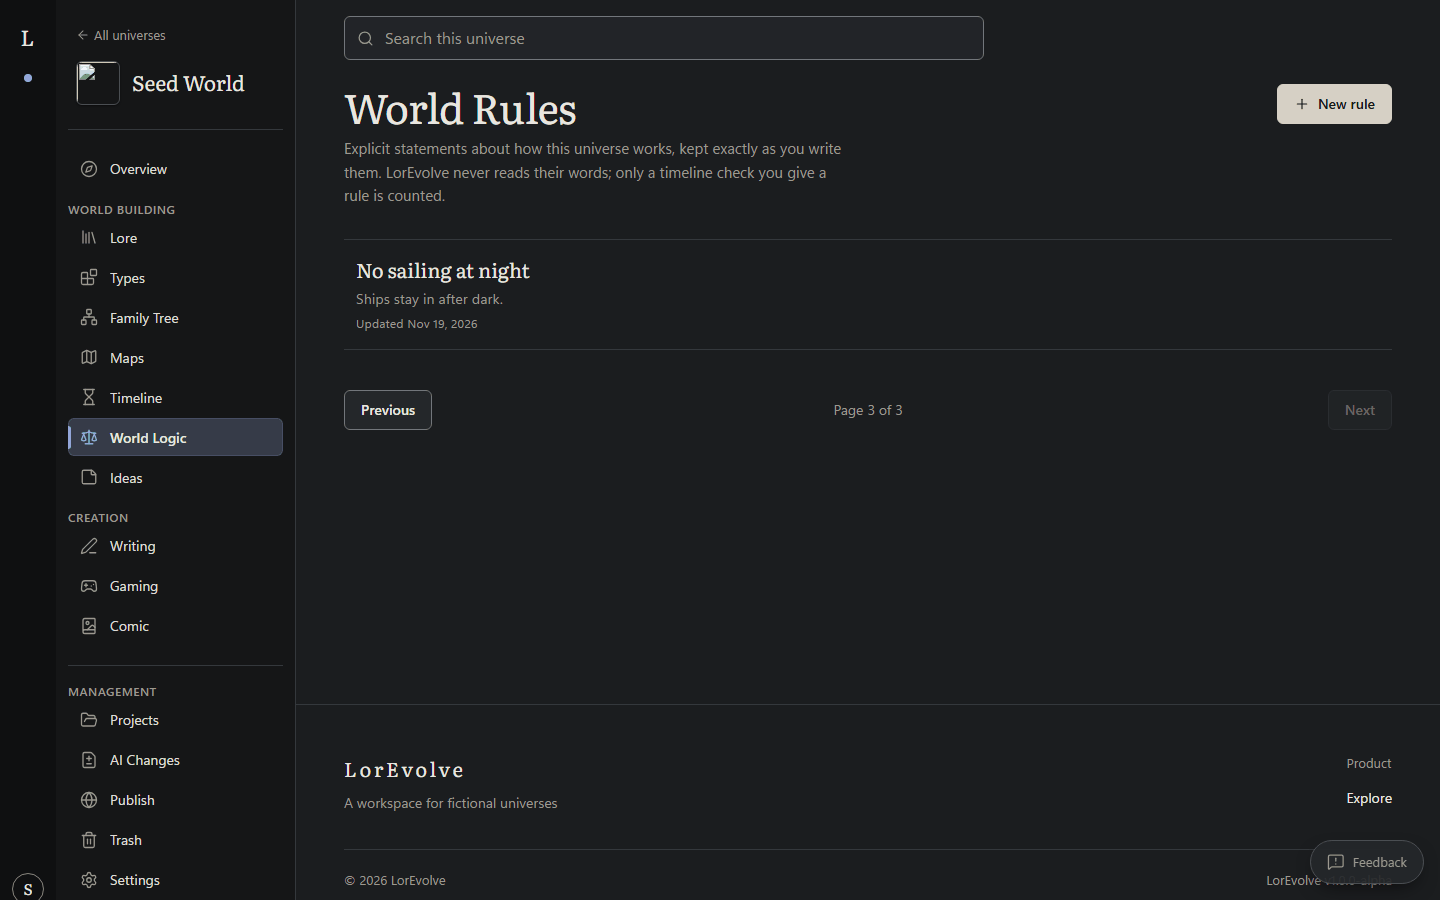 L
All universes
Seed World
Overview
WORLD BUILDING
Lore
Types
Family Tree
Maps
Timeline
World Logic
Ideas
CREATION
Writing
Gaming
Comic
MANAGEMENT
Projects
AI Changes
Publish
Trash
Settings
S
Search this universe
World Rules
New rule
Explicit statements about how this universe works, kept exactly as you write
them. LorEvolve never reads their words; only a timeline check you give a
rule is counted.
No sailing at night
Ships stay in after dark.
Updated Nov 19, 2026
Previous
Page 3 of 3
Next
LorEvolve
A workspace for fictional universes
Product
Explore
Feedback
© 2026 LorEvolve
LorEvolve